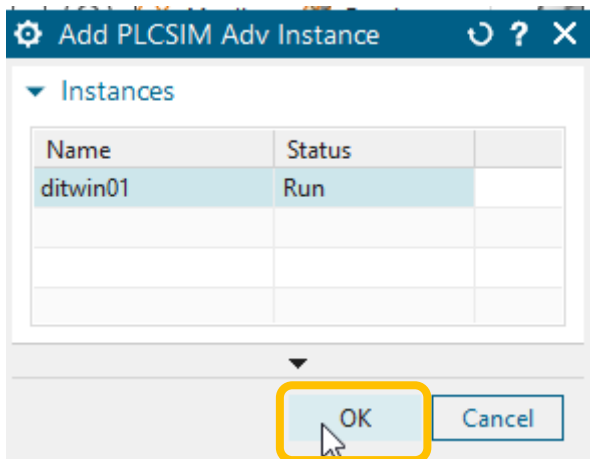 Add PLCSIM Adv Instance ?
Instances
Name Status
ditwin01 Run
OK Cancel